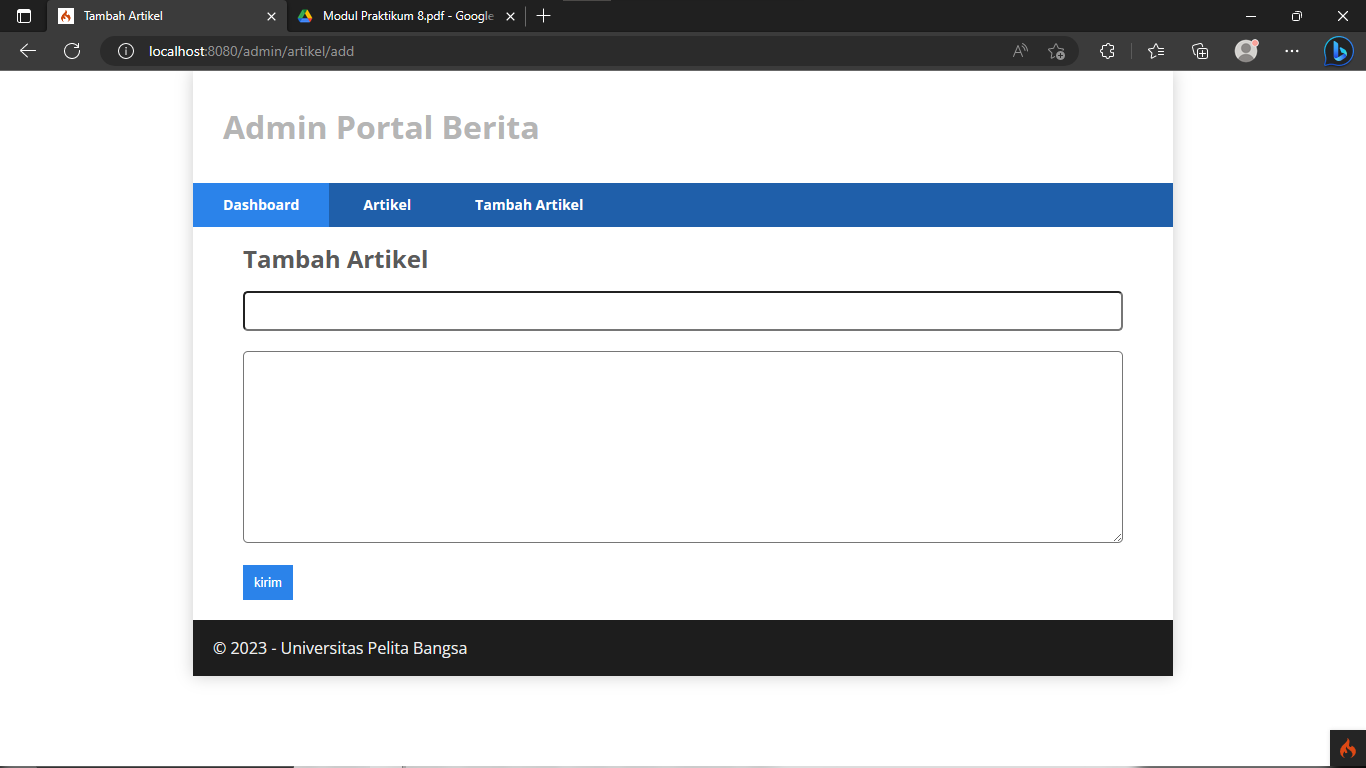 Tambah Artikel
Modul Praktikum 8.pdf - Google
localhost:8080/admin/artikel/add
Admin Portal Berita
Dashboard Artikel Tambah Artikel
Tambah Artikel
kirim
© 2023 - Universitas Pelita Bangsa